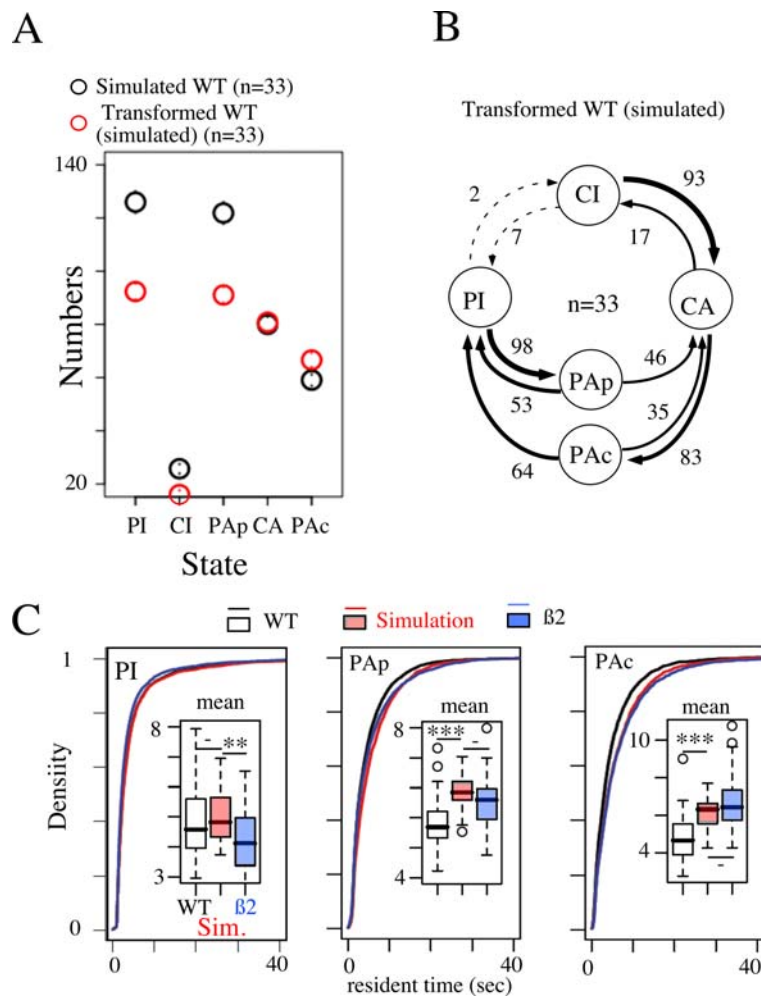 A
Simulated WT (n=33)
Transformed WT
(simulated) (n=33)
140
Numbers
20
PI CI PAp CA PAc
State
B
Transformed WT (simulated)
CI
93
2
7
17
PI
n=33
CA
98
PAp
46
53
35
PAc
64
83
C
WT
Simulation
ß2
1
Densiity
0
PI
mean
8
-
**
3
WT
ß2
Sim.
0
40
PAp
mean
8
***
-
4
0
40
resident time (sec)
PAc
mean
10
***
4
-
0
40